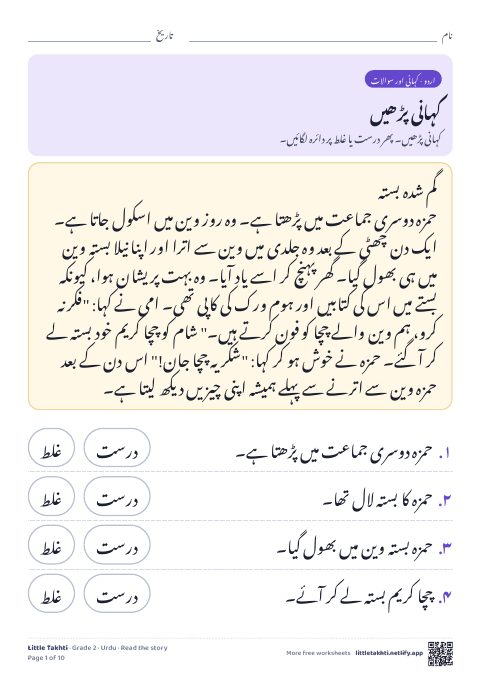 نام ____________ تاریخ ____________
اردو · کہانی اور سوالات
کہانی پڑھیں
کہانی پڑھیں۔ پھر درست یا غلط پر دائرہ لگائیں۔
گم شدہ بستہ
حمزہ دوسری جماعت میں پڑھتا ہے۔ وہ روز وین میں اسکول جاتا ہے۔
ایک دن چھٹی کے بعد وہ جلدی میں وین سے اترا اور اپنا نیلا بستہ وین
میں ہی بھول گیا۔ گھر پہنچ کر اسے یاد آیا۔ وہ بہت پریشان ہوا، کیونکہ
بستے میں اس کی کتابیں اور ہوم ورک کی کاپی تھی۔ امی نے کہا: "فکر نہ
کرو، ہم وین والے چچا کو فون کرتے ہیں۔" شام کو چچا کریم خود بستہ لے
کر آ گئے۔ حمزہ نے خوش ہو کر کہا: "شکریہ چچا جان!" اس دن کے بعد
حمزہ وین سے اترنے سے پہلے ہمیشہ اپنی چیزیں دیکھ لیتا ہے۔
۱. حمزہ دوسری جماعت میں پڑھتا ہے۔ درست غلط
۲. حمزہ کا بستہ لال تھا۔ درست غلط
۳. حمزہ بستہ وین میں بھول گیا۔ درست غلط
۴. چچا کریم بستہ لے کر آئے۔ درست غلط
Little Takhti · Grade 2 · Urdu · Read the story
Page 1 of 10
More free worksheets · littletakhti.netlify.app